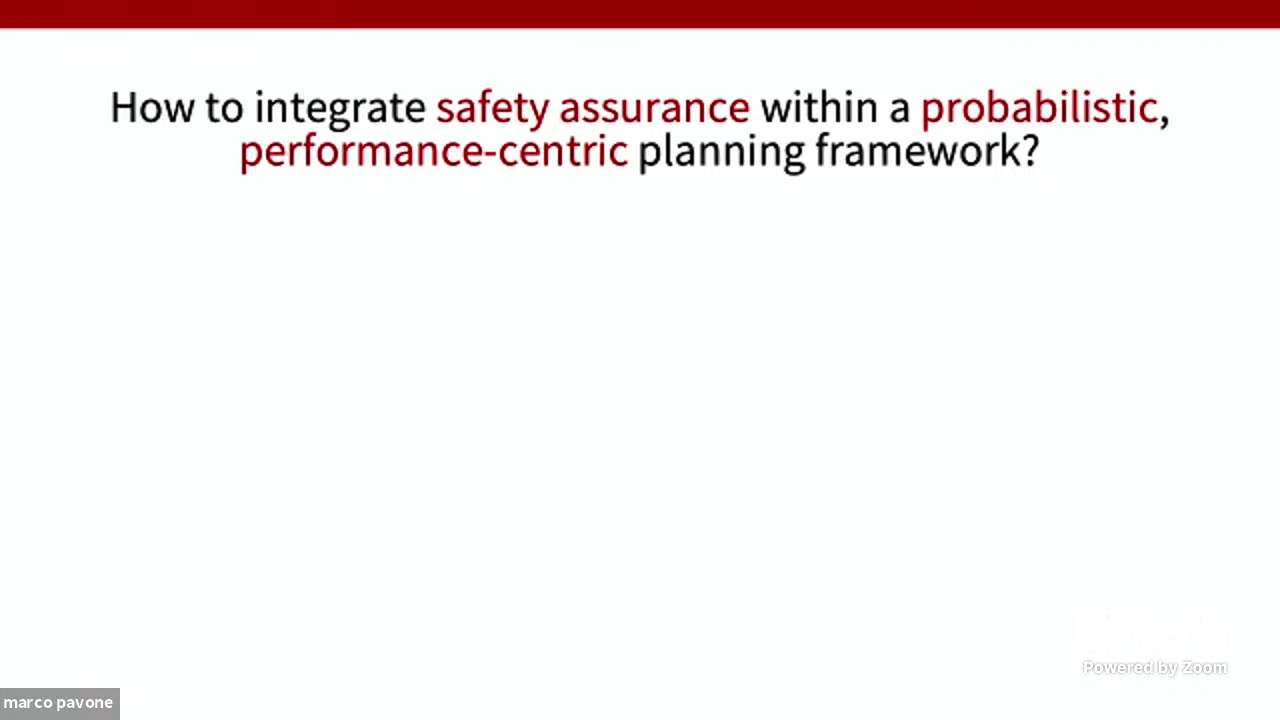 How to integrate safety assurance within a probabilistic,
performance-centric planning framework?
Powered by Zoom
marco pavone